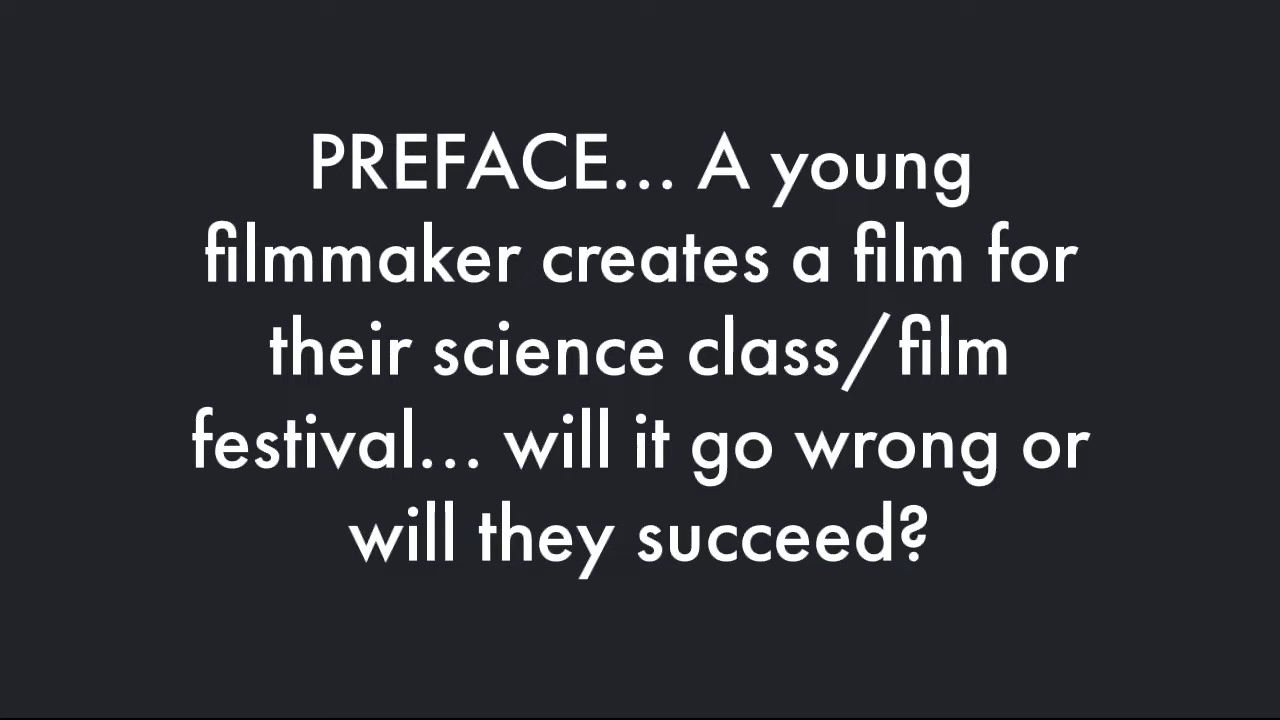 PREFACE... A young
filmmaker creates a film for
their science class/film
festival... will it go wrong or
will they succeed?